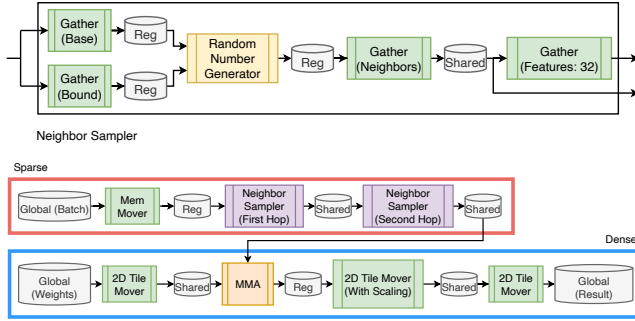 Gather
(Base)
Reg
Gather
(Bound)
Reg
Random
Number
Generator
Reg
Gather
(Neighbors)
Shared
Gather
(Features: 32)
Neighbor Sampler
Sparse
Global (Batch)
Mem
Mover
Reg
Neighbor
Sampler
(First Hop)
Shared
Neighbor
Sampler
(Second Hop)
Shared
Dense
Global
(Weights)
2D Tile
Mover
Shared
MMA
Reg
2D Tile Mover
(With Scaling)
Shared
2D Tile
Mover
Global
(Result)